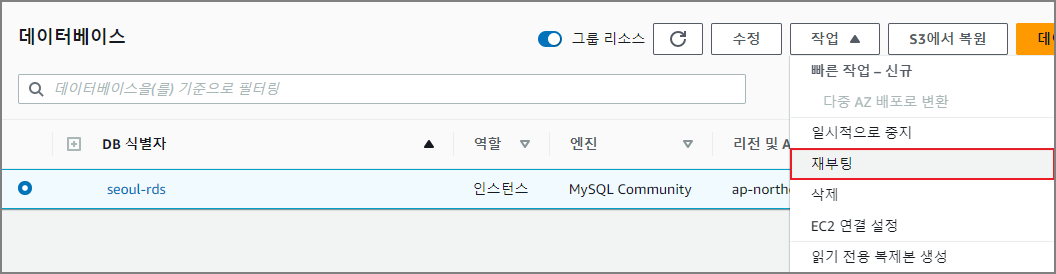 데이터베이스
그룹 리소스
수정
작업
S3에서 복원
데이터베이스을(를) 기준으로 필터링
빠른 작업 – 신규
다중 AZ 배포로 변환
일시적으로 중지
재부팅
삭제
EC2 연결 설정
읽기 전용 복제본 생성
DB 식별자 역할 엔진 리전 및 A
seoul-rds 인스턴스 MySQL Community ap-north